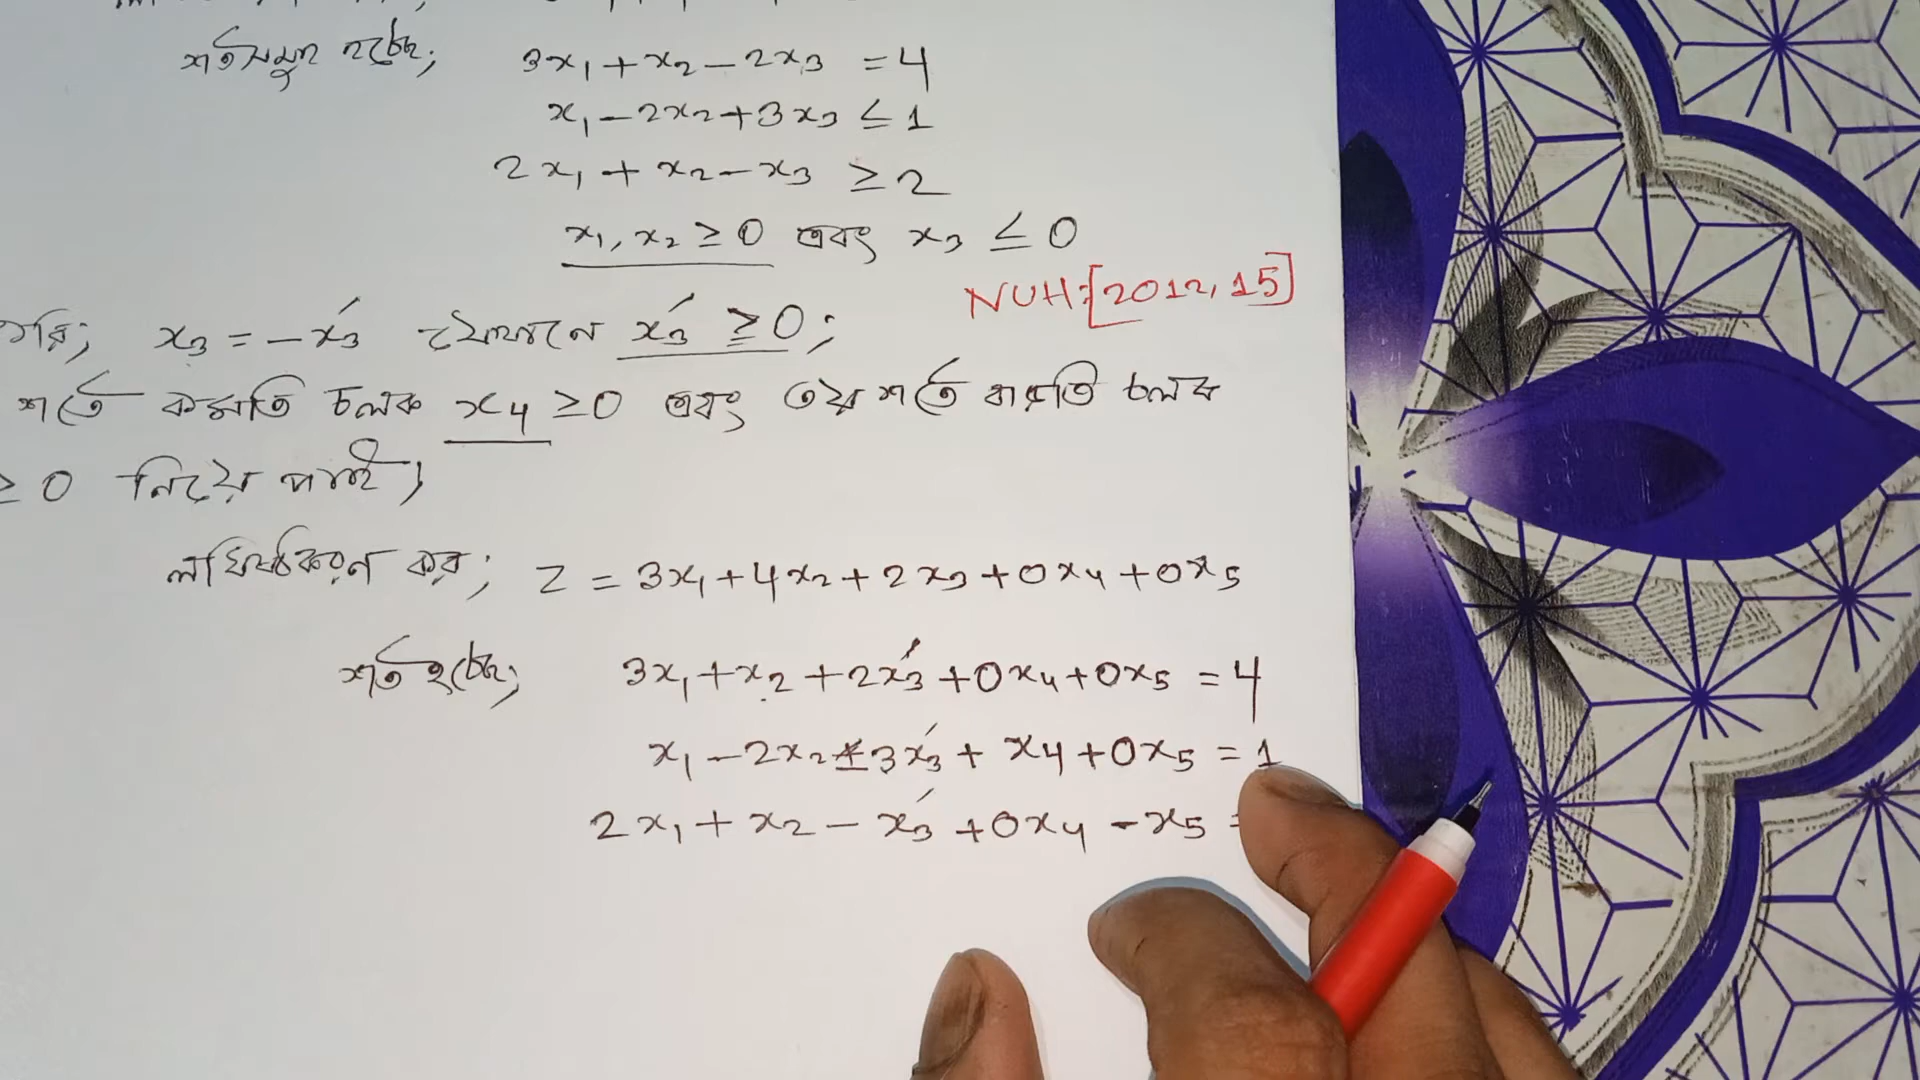 শর্তসমুহ হচ্ছে; 3x₁ + x₂ − 2x₃ = 4
x₁ − 2x₂ + 3x₃ ≤ 1
2x₁ + x₂ − x₃ ≥ 2
x₁, x₂ ≥ 0 এবং x₃ ≤ 0
NUH:[2012, 15]
ধরি; x₃ = −x₃′ যেখানে x₃′ ≥ 0;
শর্তে কমতি চলক x₄ ≥ 0 এবং ৩য় শর্তে বাড়তি চলক
≥ 0 নিয়ে পাই,
লঘিষ্ঠকরণ কর; z = 3x₁ + 4x₂ + 2x₃ + 0x₄ + 0x₅
শর্ত হচ্ছে; 3x₁ + x₂ + 2x₃′ + 0x₄ + 0x₅ = 4
x₁ − 2x₂ − 3x₃′ + x₄ + 0x₅ = 1
2x₁ + x₂ − x₃′ + 0x₄ − x₅ =